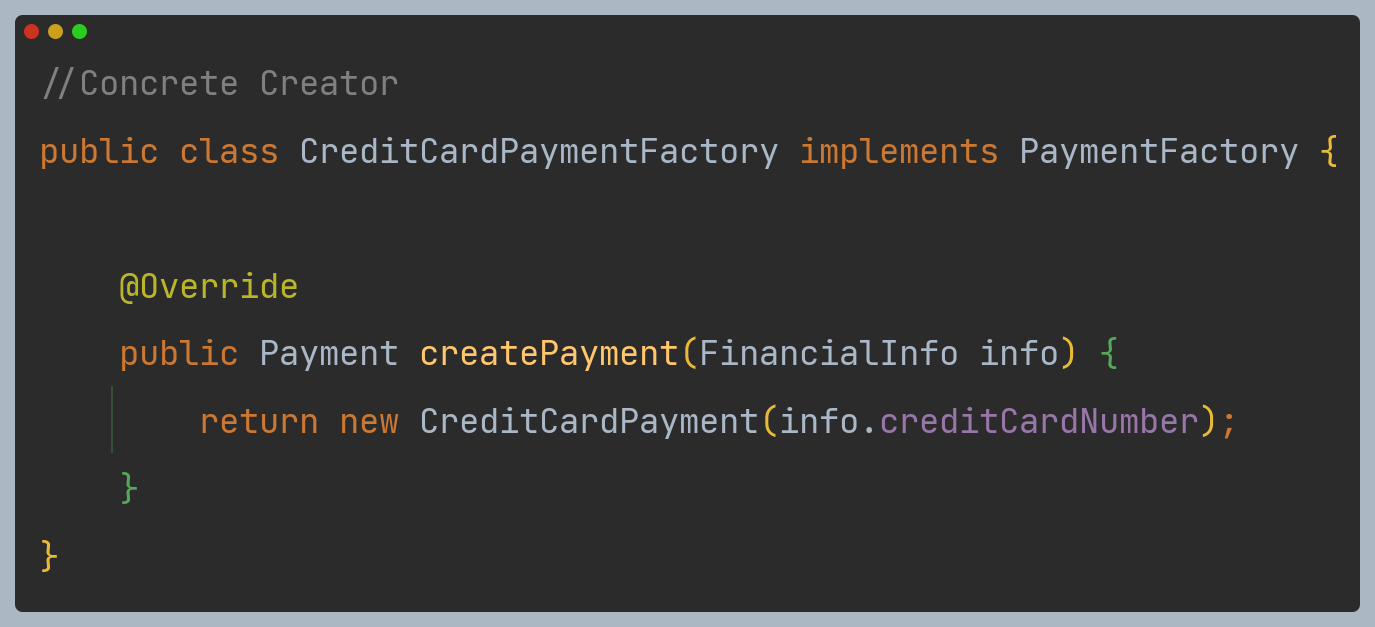 //Concrete Creator
public class CreditCardPaymentFactory implements PaymentFactory {
@Override
public Payment createPayment(FinancialInfo info) {
return new CreditCardPayment(info.creditCardNumber);
}
}